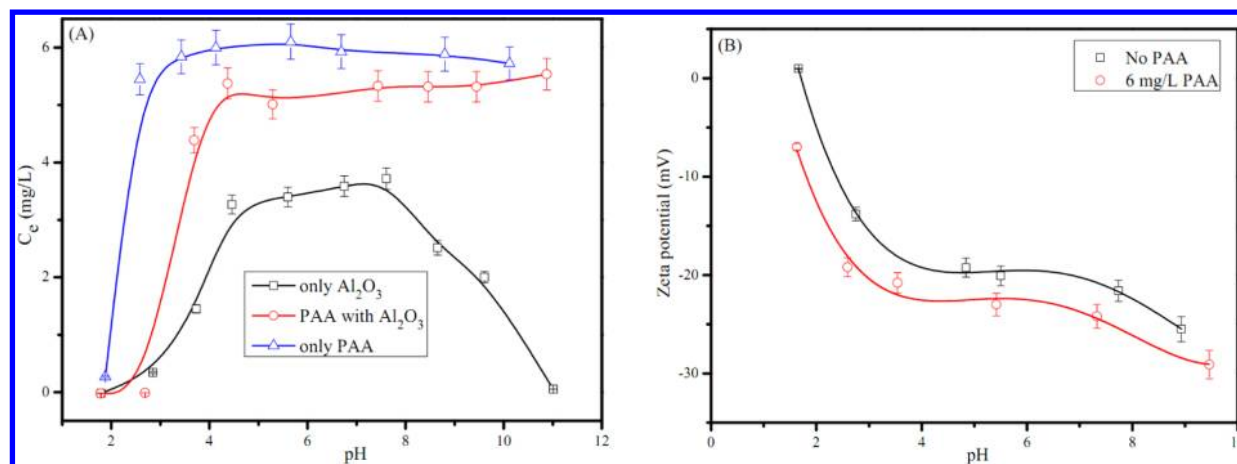 (A)
6
4
2
0
Ce (mg/L)
only Al2O3
PAA with Al2O3
only PAA
2 4 6 8 10 12
pH
(B)
No PAA
6 mg/L PAA
0
-10
-20
-30
Zeta potential (mV)
0 2 4 6 8 10
pH